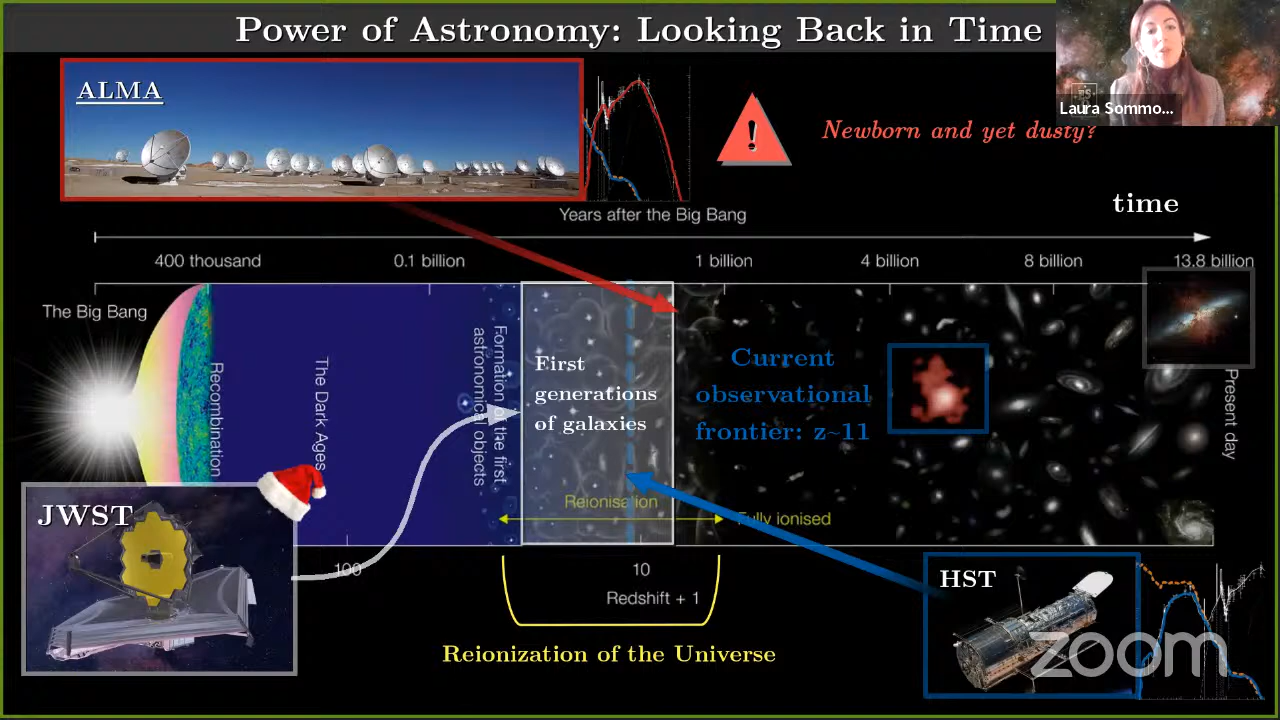 Power of Astronomy: Looking Back in Time
Laura Sommo...
ALMA
!
Newborn and yet dusty?
time
Years after the Big Bang
400 thousand
0.1 billion
1 billion
4 billion
8 billion
13.8 billion
The Big Bang
Recombination
The Dark Ages
Formation of the first
astronomical objects
First
generations
of galaxies
Current
observational
frontier: z~11
Present day
Reionisation
Fully ionised
JWST
100
10
Redshift + 1
HST
Reionization of the Universe
zoom